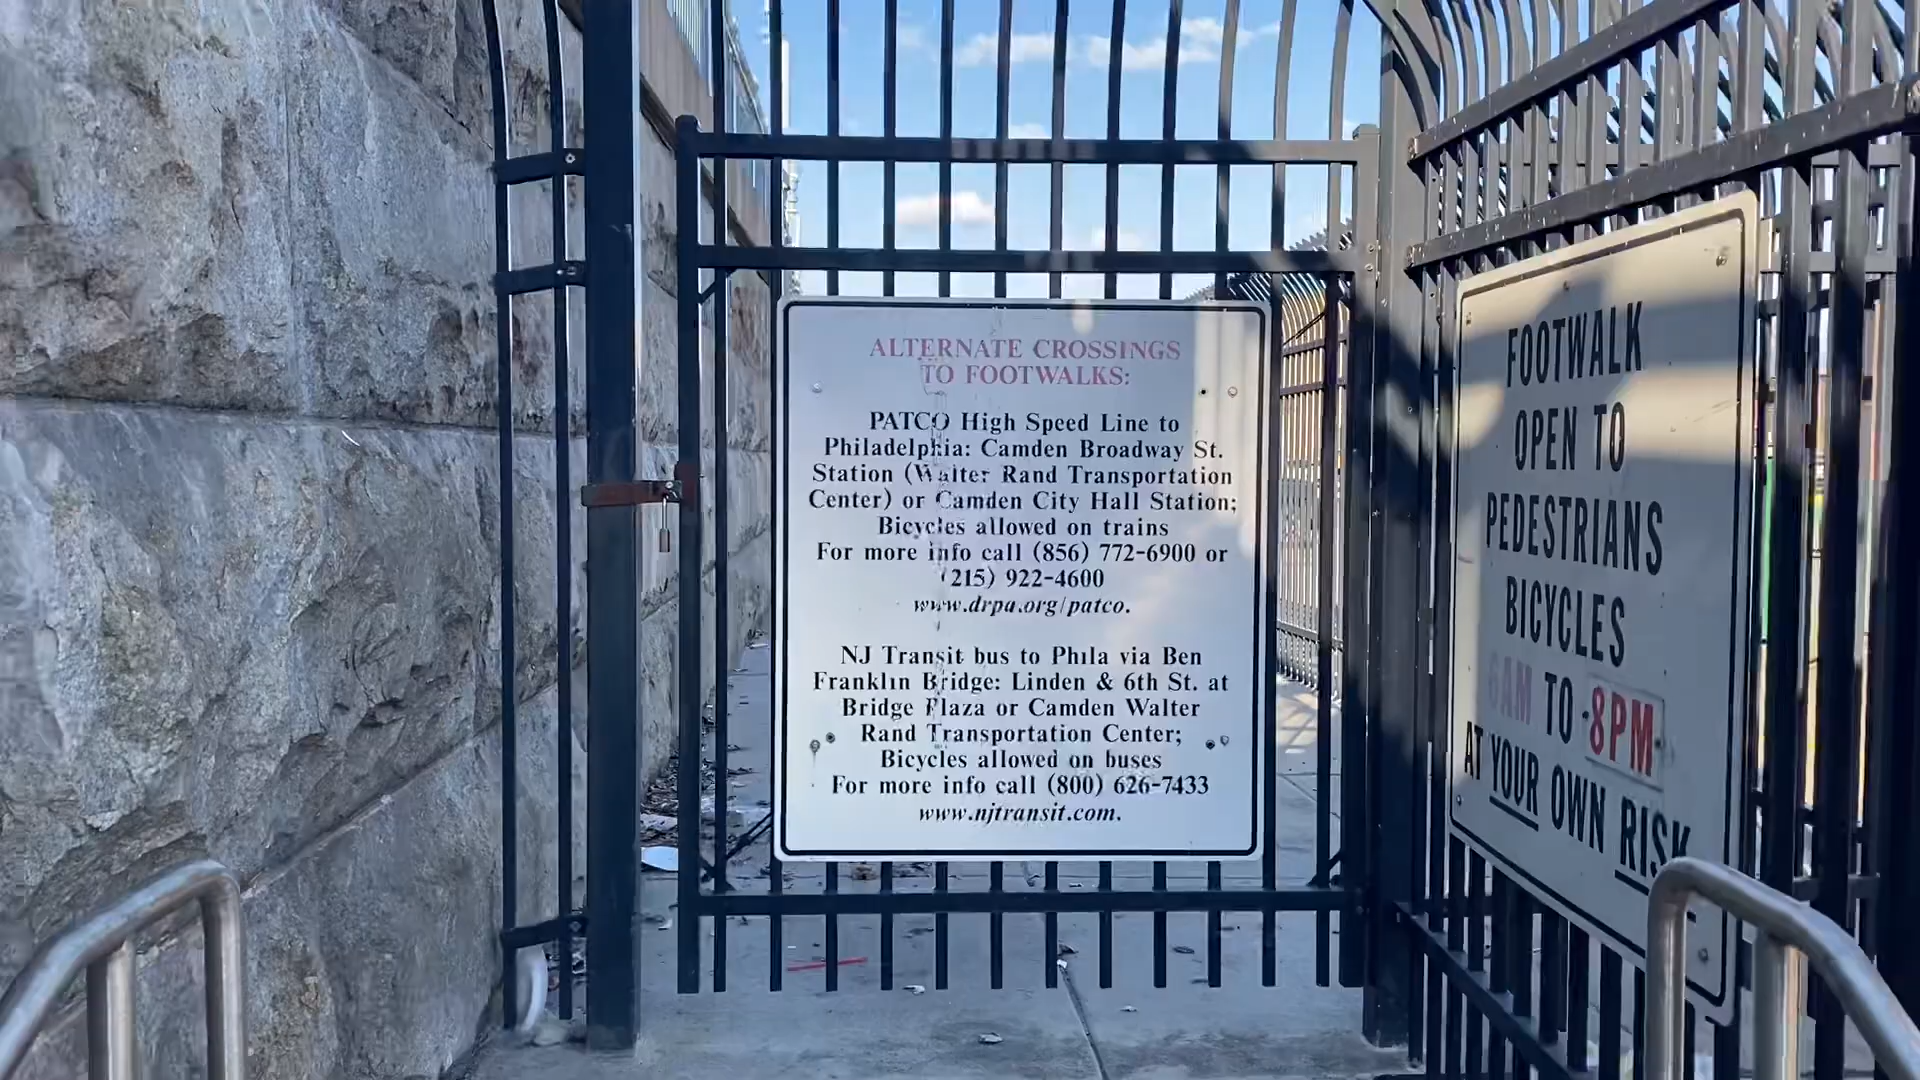 ALTERNATE CROSSINGS
TO FOOTWALKS:
PATCO High Speed Line to
Philadelphia: Camden Broadway St.
Station (Walter Rand Transportation
Center) or Camden City Hall Station;
Bicycles allowed on trains
For more info call (856) 772-6900 or
(215) 922-4600
www.drpa.org/patco.
NJ Transit bus to Phila via Ben
Franklin Bridge: Linden & 6th St. at
Bridge Plaza or Camden Walter
Rand Transportation Center;
Bicycles allowed on buses
For more info call (800) 626-7433
www.njtransit.com.
FOOTWALK
OPEN TO
PEDESTRIANS
BICYCLES
6AM TO 8PM
AT YOUR OWN RISK